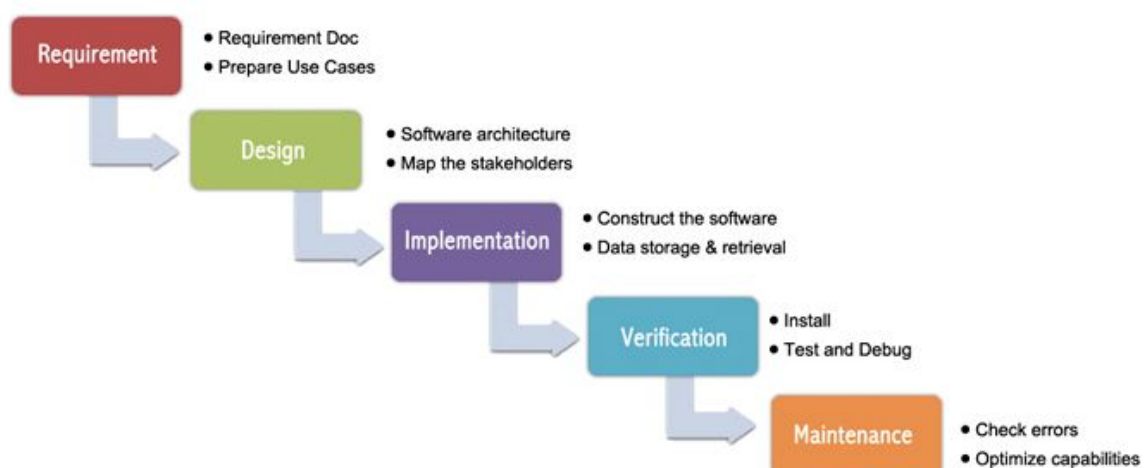 Requirement
• Requirement Doc
• Prepare Use Cases
Design
• Software architecture
• Map the stakeholders
Implementation
• Construct the software
• Data storage & retrieval
Verification
• Install
• Test and Debug
Maintenance
• Check errors
• Optimize capabilities